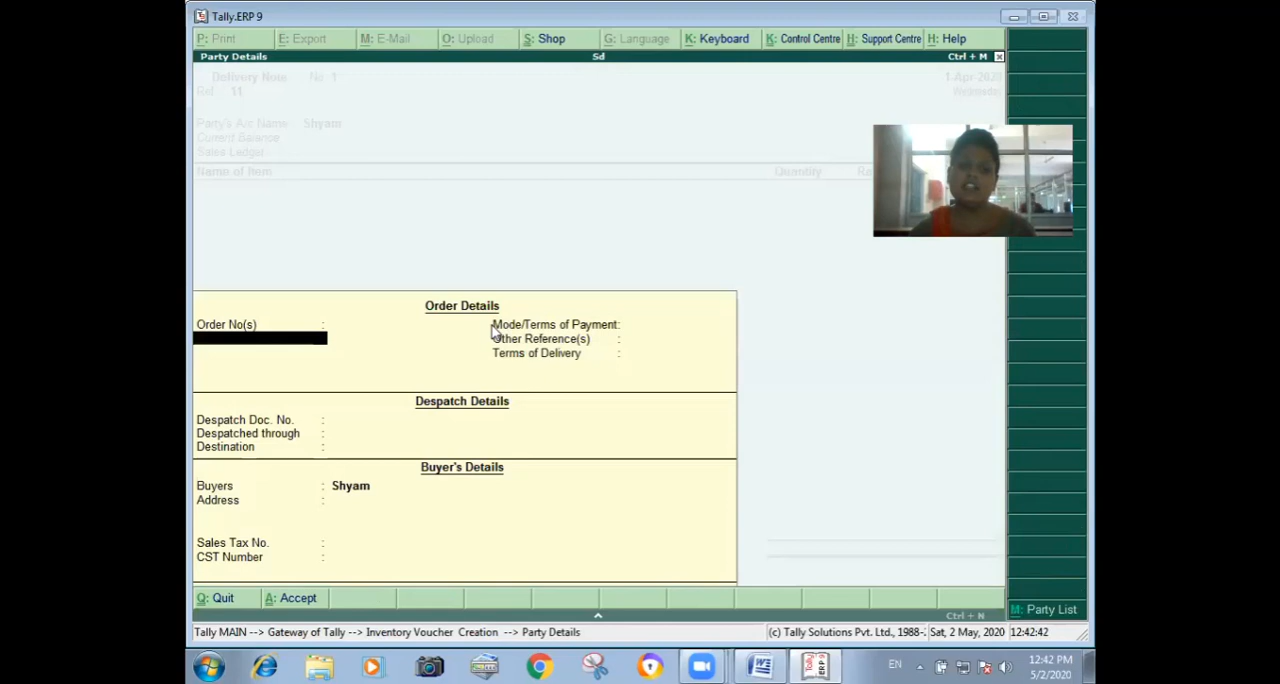 Tally.ERP 9
P: Print E: Export M: E-Mail O: Upload S: Shop G: Language K: Keyboard K: Control Centre H: Support Centre H: Help
Party Details Sd Ctrl + M
Delivery Note No. 1 1-Apr-2020
Ref. 11 Wednesday
Party's A/c Name Shyam
Current Balance
Sales Ledger
Name of Item Quantity
Order Details
Order No(s) : Mode/Terms of Payment:
Other Reference(s) :
Terms of Delivery :
Despatch Details
Despatch Doc. No. :
Despatched through :
Destination :
Buyer's Details
Buyers : Shyam
Address :
Sales Tax No. :
CST Number :
Q: Quit A: Accept
M: Party List
Ctrl + N
Tally MAIN --> Gateway of Tally --> Inventory Voucher Creation --> Party Details (c) Tally Solutions Pvt. Ltd., 1988- Sat, 2 May, 2020 12:42:42
EN 12:42 PM
5/2/2020